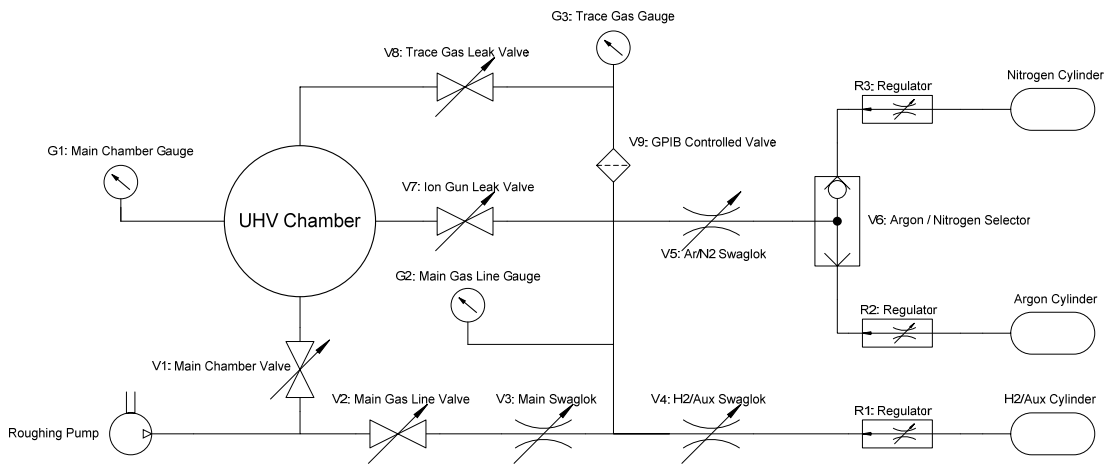 G3: Trace Gas Gauge
V8: Trace Gas Leak Valve
Nitrogen Cylinder
R3: Regulator
G1: Main Chamber Gauge
V9: GPIB Controlled Valve
V7: Ion Gun Leak Valve
UHV Chamber
V6: Argon / Nitrogen Selector
V5: Ar/N2 Swaglok
G2: Main Gas Line Gauge
Argon Cylinder
R2: Regulator
V1: Main Chamber Valve
V2: Main Gas Line Valve
V3: Main Swaglok
V4: H2/Aux Swaglok
R1: Regulator
H2/Aux Cylinder
Roughing Pump